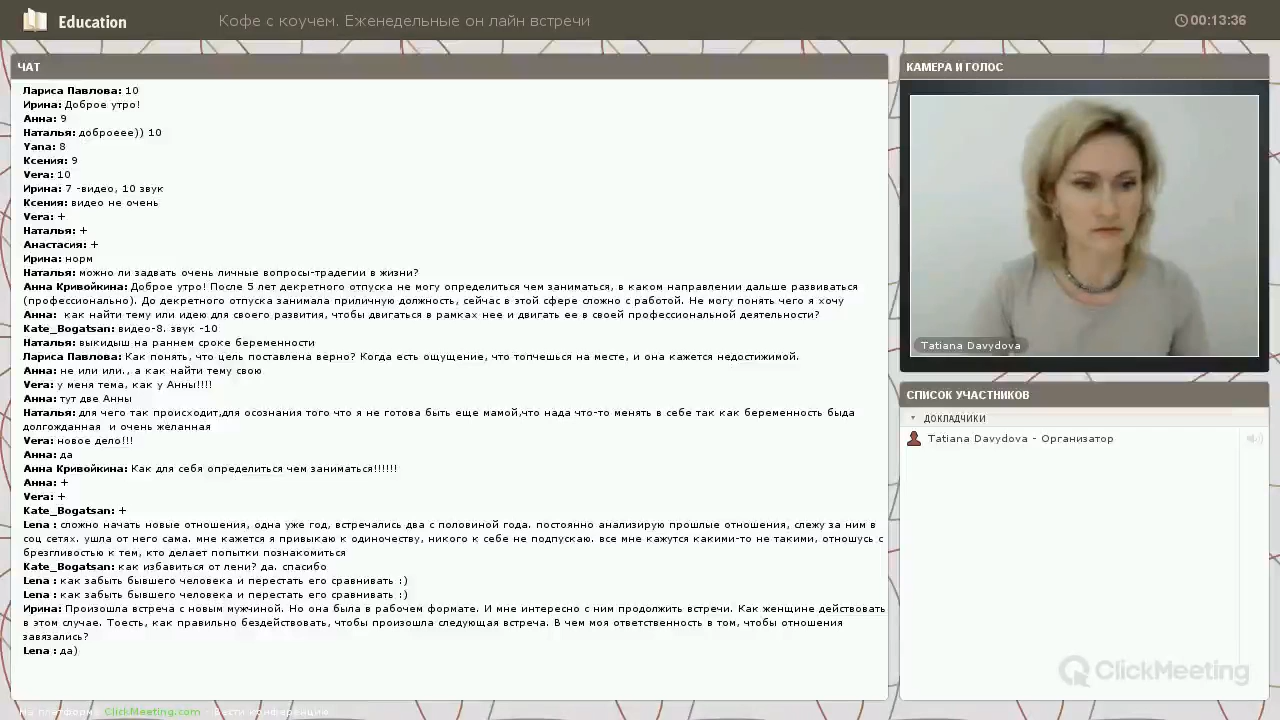 Education
Кофе с коучем. Еженедельные он лайн встречи
00:13:36
ЧАТ
Лариса Павлова: 10
Ирина: Доброе утро!
Анна: 9
Наталья: доброеее)) 10
Yana: 8
Ксения: 9
Vera: 10
Ирина: 7 -видео, 10 звук
Ксения: видео не очень
Vera: +
Наталья: +
Анастасия: +
Ирина: норм
Наталья: можно ли задвать очень личные вопросы-традегии в жизни?
Анна Кривойкина: Доброе утро! После 5 лет декретного отпуска не могу определиться чем заниматься, в каком направлении дальше развиваться
(профессионально). До декретного отпуска занимала приличную должность, сейчас в этой сфере сложно с работой. Не могу понять чего я хочу
Анна: как найти тему или идею для своего развития, чтобы двигаться в рамках нее и двигать ее в своей профессиональной деятельности?
Kate_Bogatsan: видео-8. звук -10
Наталья: выкидыш на раннем сроке беременности
Лариса Павлова: Как понять, что цель поставлена верно? Когда есть ощущение, что топчешься на месте, и она кажется недостижимой.
Анна: не или или., а как найти тему свою
Vera: у меня тема, как у Анны!!!!
Анна: тут две Анны
Наталья: для чего так происходит,для осознания того что я не готова быть еще мамой,что нада что-то менять в себе так как беременность быда
долгожданная и очень желанная
Vera: новое дело!!!
Анна: да
Анна Кривойкина: Как для себя определиться чем заниматься!!!!!!
Анна: +
Vera: +
Kate_Bogatsan: +
Lena : сложно начать новые отношения, одна уже год, встречались два с половиной года. постоянно анализирую прошлые отношения, слежу за ним в
соц сетях. ушла от него сама. мне кажется я привыкаю к одиночеству, никого к себе не подпускаю. все мне кажутся какими-то не такими, отношусь с
брезгливостью к тем, кто делает попытки познакомиться
Kate_Bogatsan: как избавиться от лени? да. спасибо
Lena : как забыть бывшего человека и перестать его сравнивать :)
Lena : как забыть бывшего человека и перестать его сравнивать :)
Ирина: Произошла встреча с новым мужчиной. Но она была в рабочем формате. И мне интересно с ним продолжить встречи. Как женщине действовать
в этом случае. Тоесть, как правильно бездействовать, чтобы произошла следующая встреча. В чем моя ответственность в том, чтобы отношения
завязались?
Lena : да)
КАМЕРА И ГОЛОС
Tatiana Davydova
СПИСОК УЧАСТНИКОВ
ДОКЛАДЧИКИ
Tatiana Davydova - Организатор
ClickMeeting
платформе ClickMeeting.com - Вести конференции